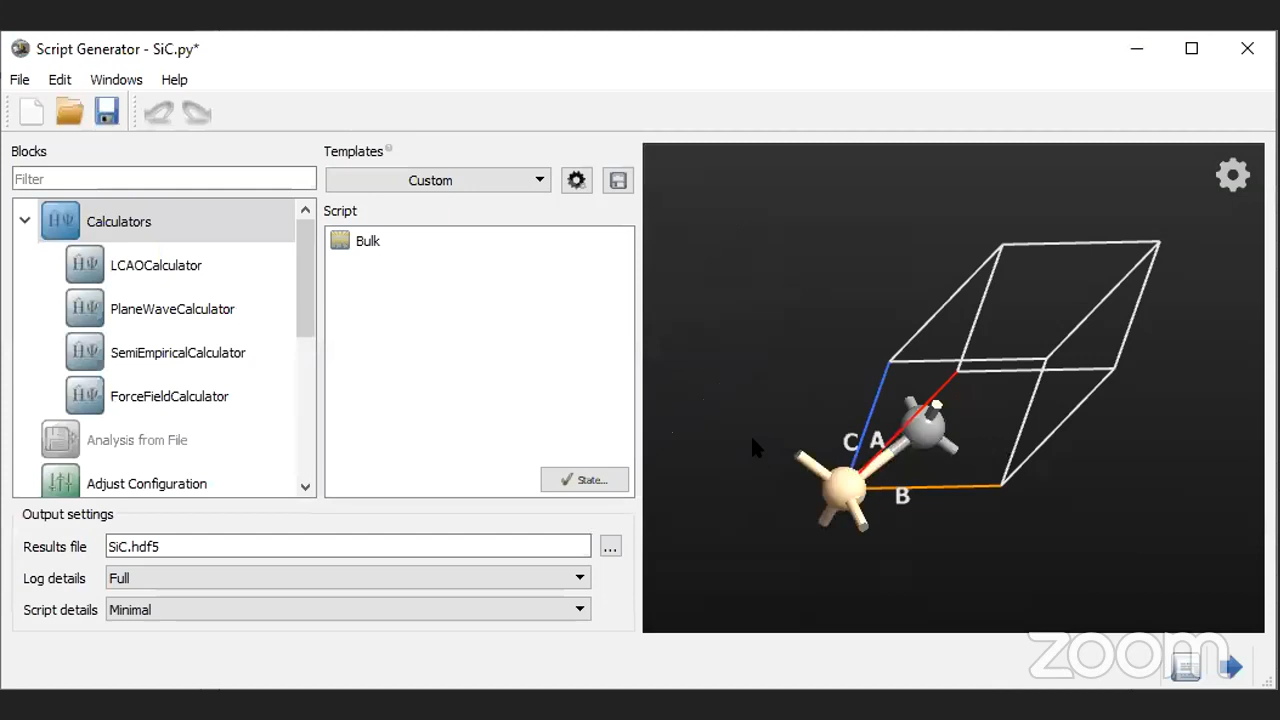 Script Generator - SiC.py*
File Edit Windows Help
Blocks
Templates
Filter
Custom
Script
Calculators
LCAOCalculator
PlaneWaveCalculator
SemiEmpiricalCalculator
ForceFieldCalculator
Analysis from File
Adjust Configuration
Bulk
State...
C A
B
Output settings
Results file SiC.hdf5 ...
Log details Full
Script details Minimal
zoom